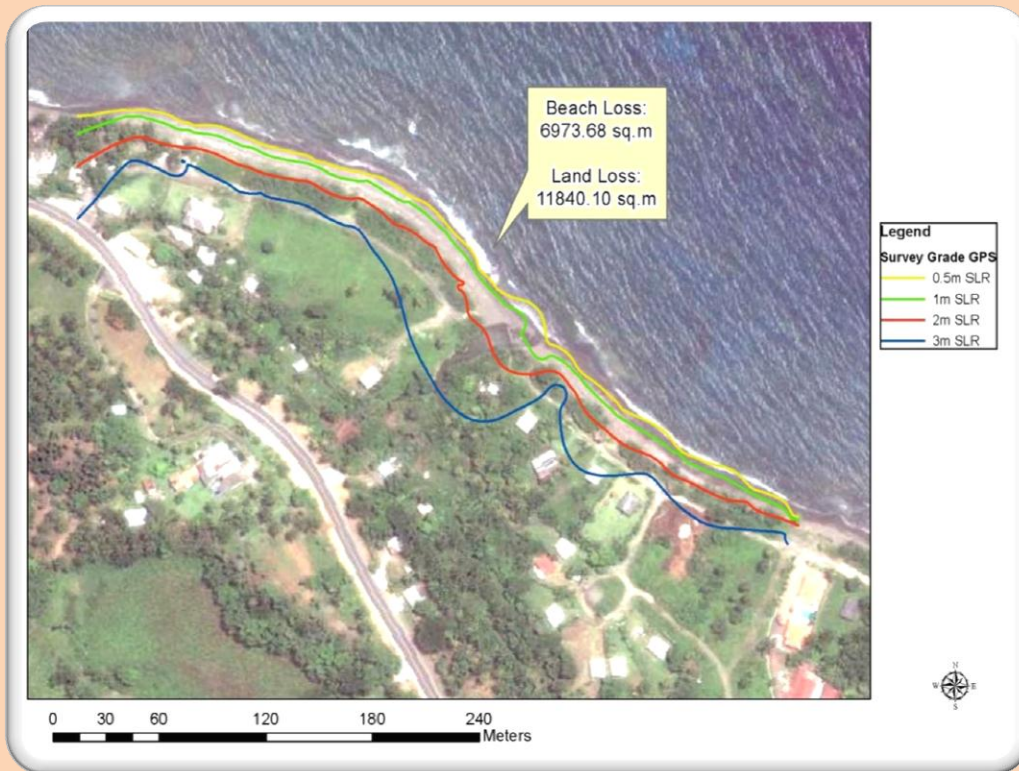 Beach Loss:
6973.68 sq.m
Land Loss:
11840.10 sq.m
Legend
Survey Grade GPS
0.5m SLR
1m SLR
2m SLR
3m SLR
N
W E
S
0 30 60 120 180 240
Meters